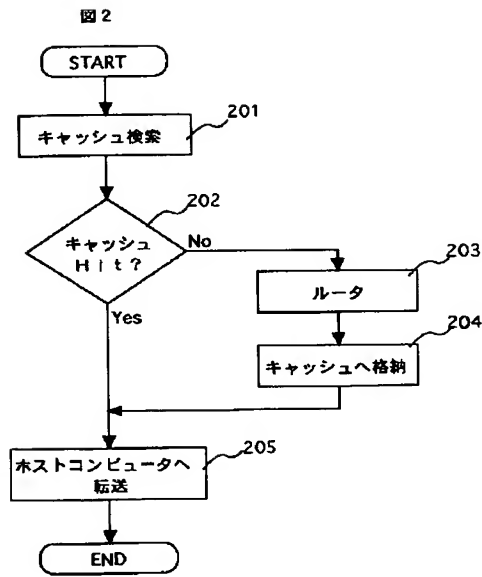 図2
START
201
キャッシュ検索
202
キャッシュ
Hit?
No
203
ルータ
Yes
204
キャッシュへ格納
205
ホストコンピュータへ
転送
END